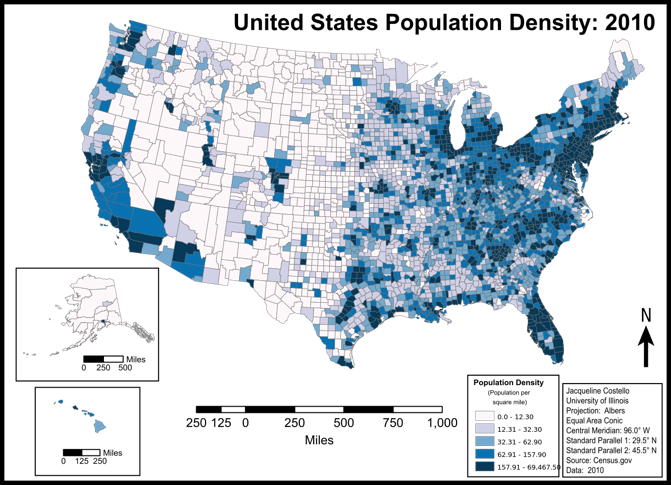 United States Population Density: 2010
N
Miles
0 250 500
Miles
0 125 250
250 125 0 250 500 750 1,000
Miles
Population Density
(Population per
square mile)
0.0 - 12.30
12.31 - 32.30
32.31 - 62.90
62.91 - 157.90
157.91 - 69,467.50
Jacqueline Costello
University of Illinois
Projection: Albers
Equal Area Conic
Central Meridian: 96.0° W
Standard Parallel 1: 29.5° N
Standard Parallel 2: 45.5° N
Source: Census.gov
Data: 2010